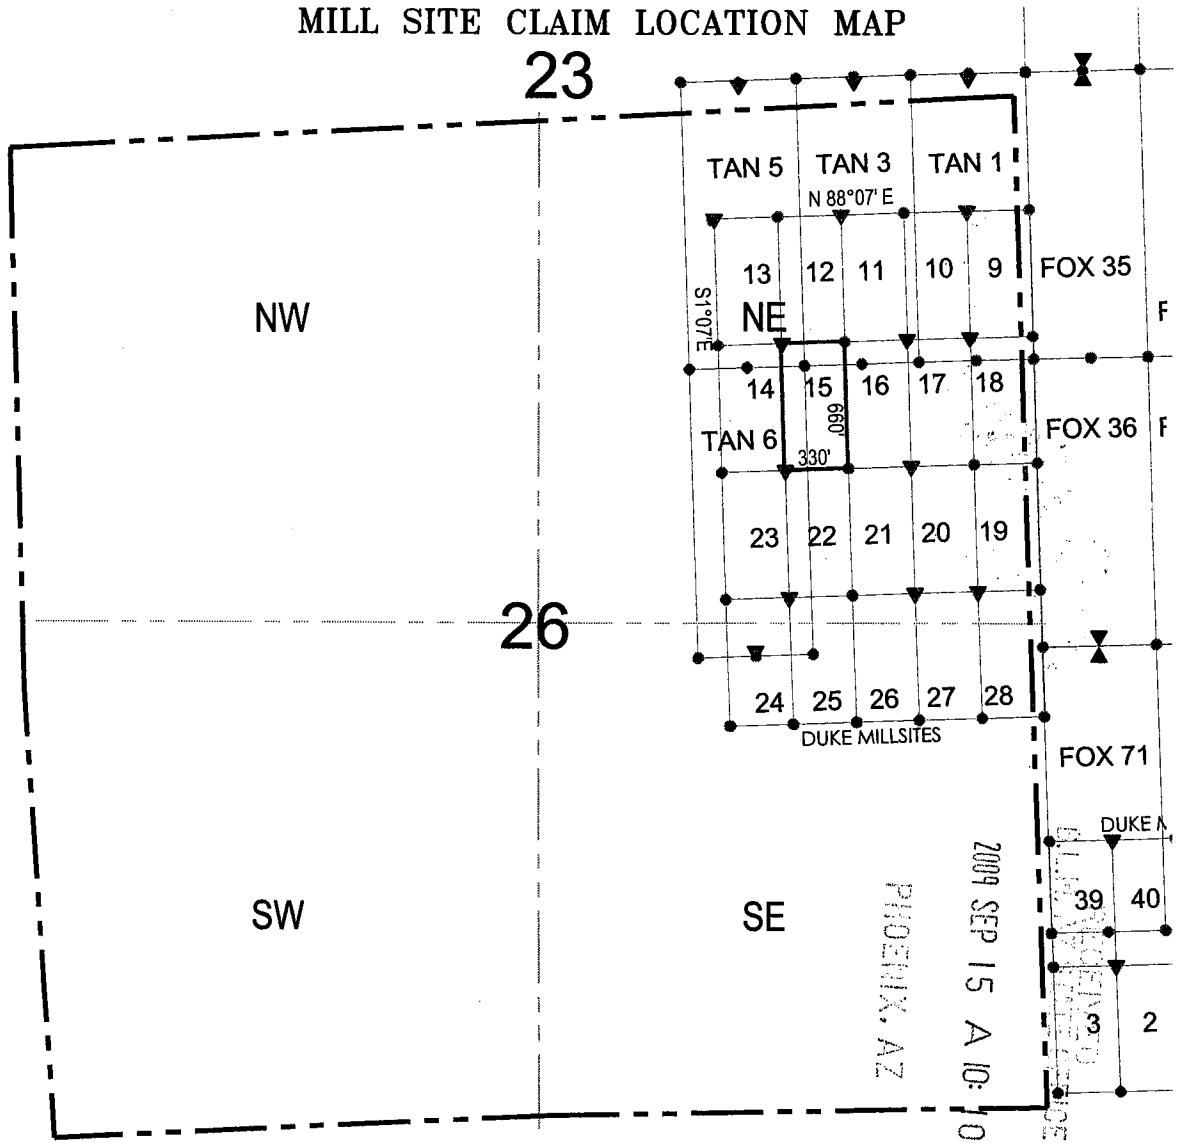 MILL SITE CLAIM LOCATION MAP
23
TAN 5 TAN 3 TAN 1
N 88°07' E
13 12 11 10 9 FOX 35
NW
NE
S1°07'E
F
14 15 16 17 18
660'
TAN 6
FOX 36 F
330'
23 22 21 20 19
26
24 25 26 27 28
DUKE MILLSITES
FOX 71
DUKE
39 40
SW
SE
3 2
2009 SEP 15 A 10:
PHOENIX, AZ
RECEIVED